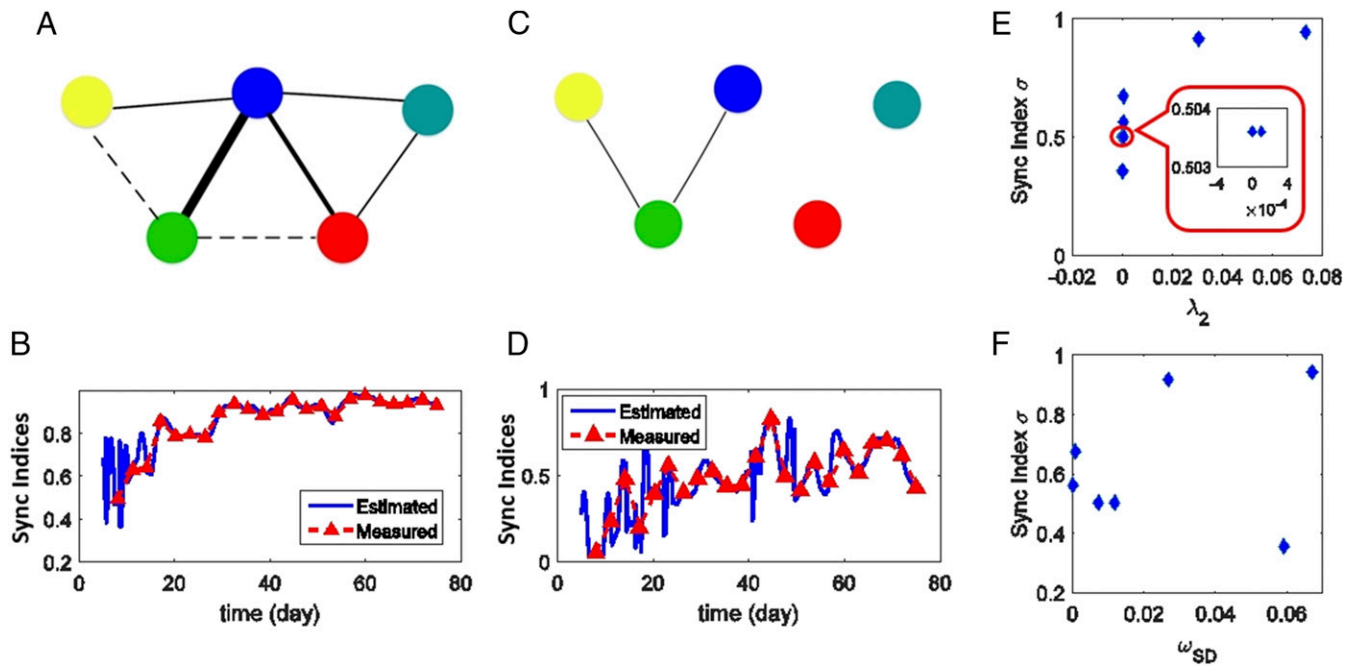 A
B
Sync Indices
0.8
0.6
0.4
0.2
Estimated
Measured
0 20 40 60 80
time (day)
C
D
Sync Indices
1
0.5
0
Estimated
Measured
0 20 40 60 80
time (day)
E
Sync Index σ
1
0.5
0
0.504
0.503
-4 0 4
×10⁻⁴
-0.02 0 0.02 0.04 0.06 0.08
λ₂
F
Sync Index σ
1
0.8
0.6
0.4
0.2
0 0.02 0.04 0.06
ω_SD